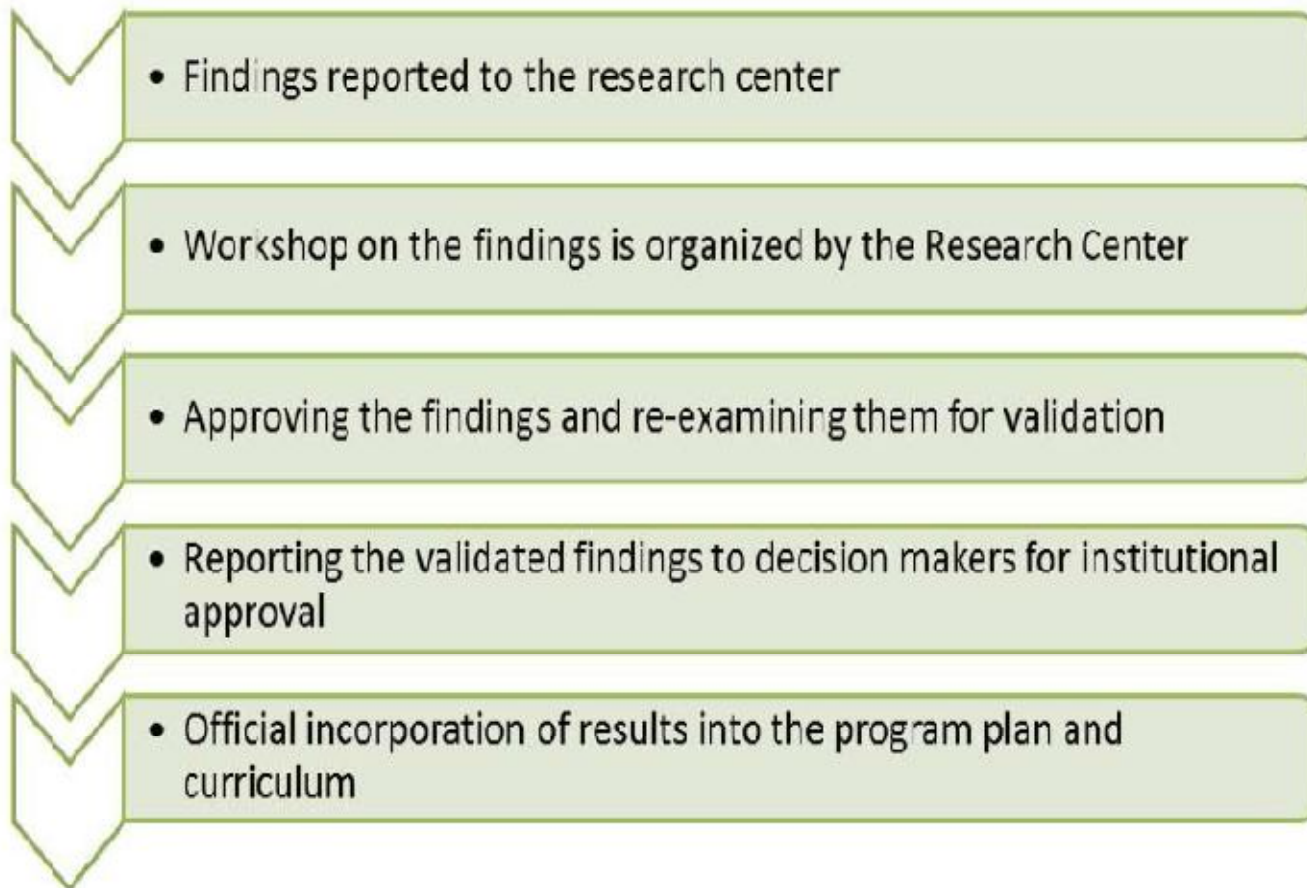 • Findings reported to the research center
• Workshop on the findings is organized by the Research Center
• Approving the findings and re-examining them for validation
• Reporting the validated findings to decision makers for institutional
approval
• Official incorporation of results into the program plan and
curriculum